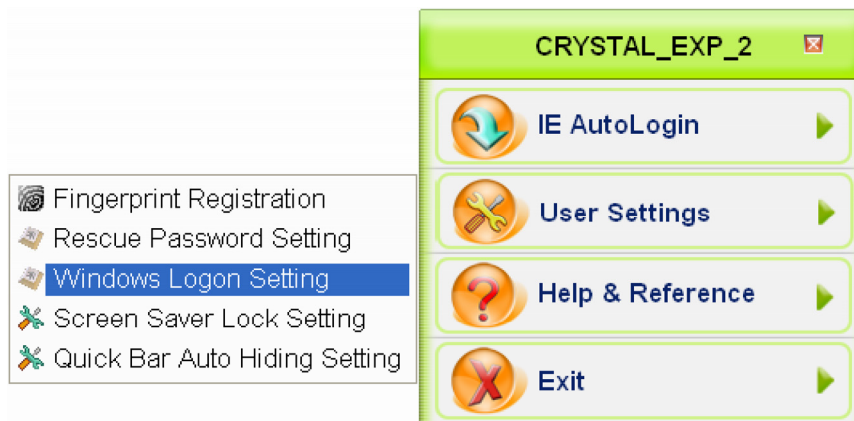 CRYSTAL_EXP_2
IE AutoLogin
User Settings
Help & Reference
Exit
Fingerprint Registration
Rescue Password Setting
Windows Logon Setting
Screen Saver Lock Setting
Quick Bar Auto Hiding Setting